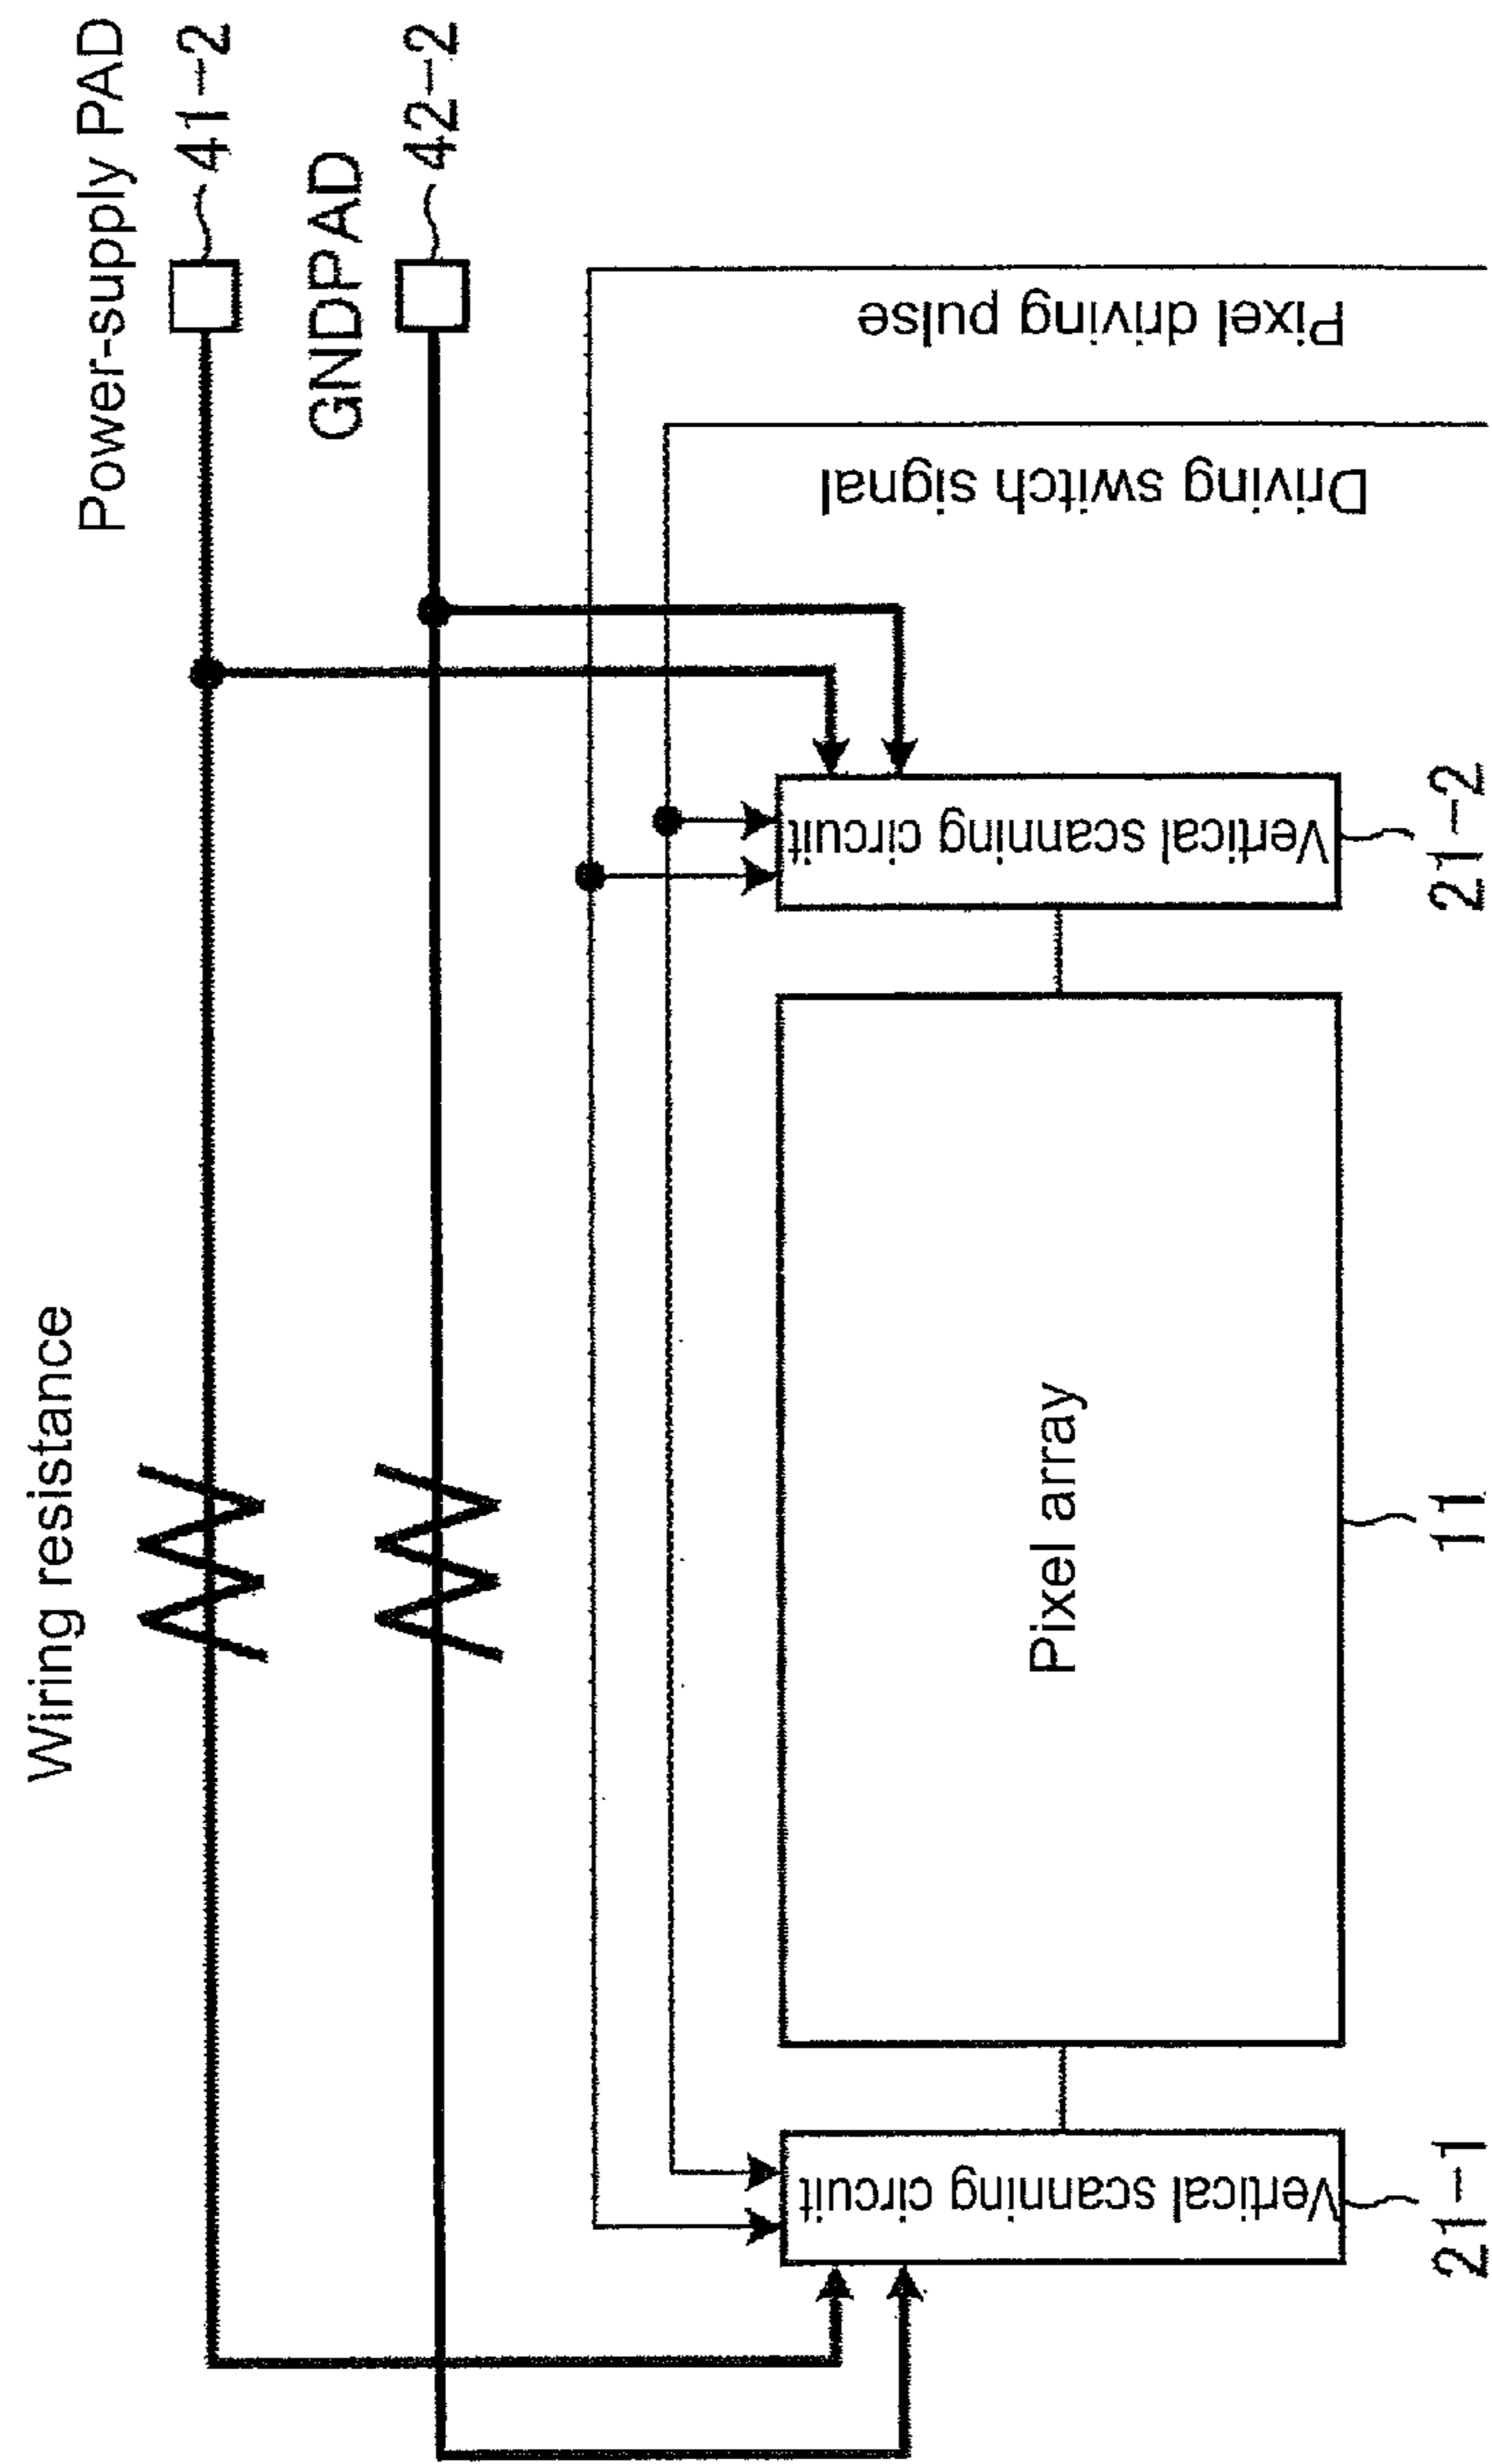 Wiring resistance
Power-supply PAD
41-2
GNDPAD
42-2
Pixel driving pulse
Driving switch signal
Vertical scanning circuit
21-1
Pixel array
11
Vertical scanning circuit
21-2